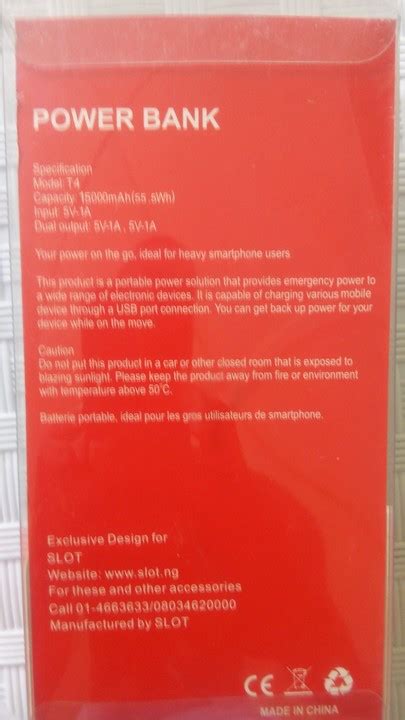 POWER BANK
Specification
Model: T4
Capacity: 15000mAh(55.5Wh)
Input: 5V-1A
Dual output: 5V-1A , 5V-1A
Your power on the go, ideal for heavy smartphone users
This product is a portable power solution that provides emergency power to
a wide range of electronic devices. It is capable of charging various mobile
device through a USB port connection. You can get back up power for your
device while on the move.
Caution
Do not put this product in a car or other closed room that is exposed to
blazing sunlight. Please keep the product away from fire or environment
with temperature above 50°C.
Batterie portable, ideal pour les gros utilisateurs de smartphone.
Exclusive Design for
SLOT
Website: www.slot.ng
For these and other accessories
Call 01-4663633/08034620000
Manufactured by SLOT
CE
MADE IN CHINA